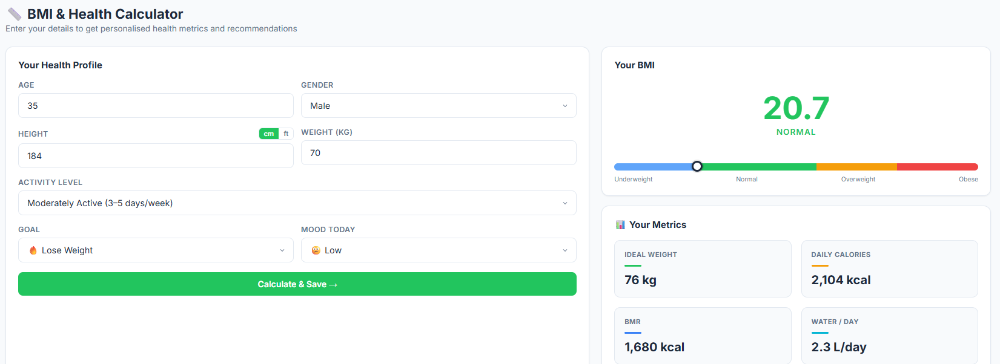 BMI & Health Calculator
Enter your details to get personalised health metrics and recommendations
Your Health Profile
AGE
35
GENDER
Male
HEIGHT
cm
ft
184
WEIGHT (KG)
70
ACTIVITY LEVEL
Moderately Active (3–5 days/week)
GOAL
Lose Weight
MOOD TODAY
Low
Calculate & Save →
Your BMI
20.7
NORMAL
Underweight
Normal
Overweight
Obese
Your Metrics
IDEAL WEIGHT
76 kg
DAILY CALORIES
2,104 kcal
BMR
1,680 kcal
WATER / DAY
2.3 L/day